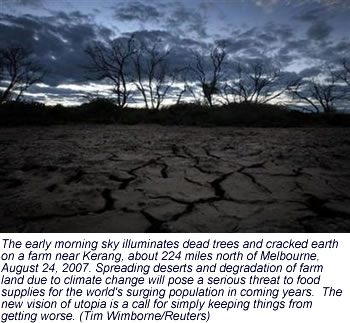 The early morning sky illuminates dead trees and cracked earth
on a farm near Kerang, about 224 miles north of Melbourne,
August 24, 2007. Spreading deserts and degradation of farm
land due to climate change will pose a serious threat to food
supplies for the world's surging population in coming years.  The
new vision of utopia is a call for simply keeping things from
getting worse. (Tim Wimborne/Reuters)